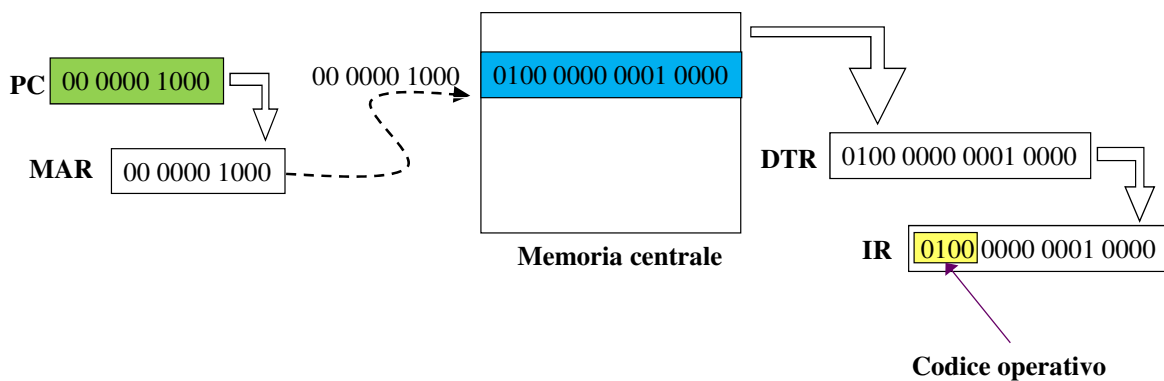 PC 00 0000 1000
00 0000 1000
0100 0000 0001 0000
MAR 00 0000 1000
DTR 0100 0000 0001 0000
Memoria centrale
IR 0100 0000 0001 0000
Codice operativo